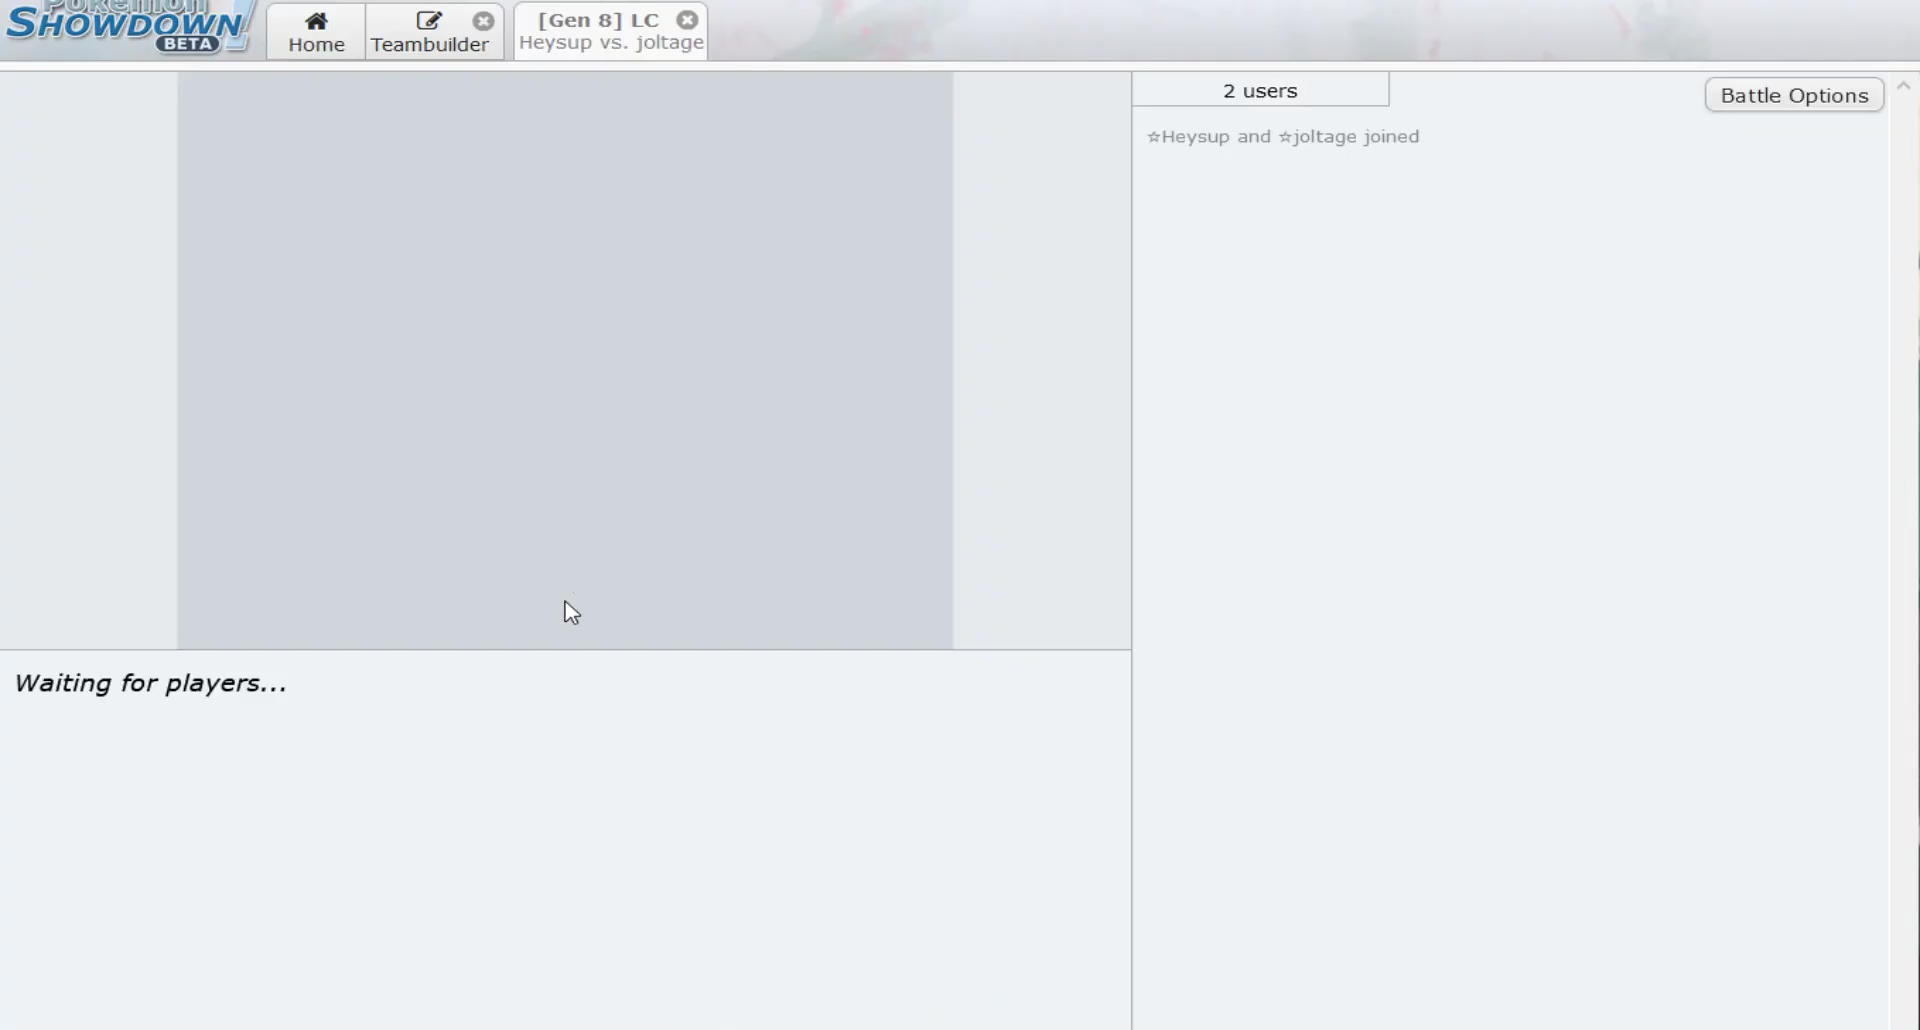 Pokémon
SHOWDOWN!
BETA
Home
Teambuilder
[Gen 8] LC
Heysup vs. joltage
2 users
Battle Options
☆Heysup and ☆joltage joined
Waiting for players...